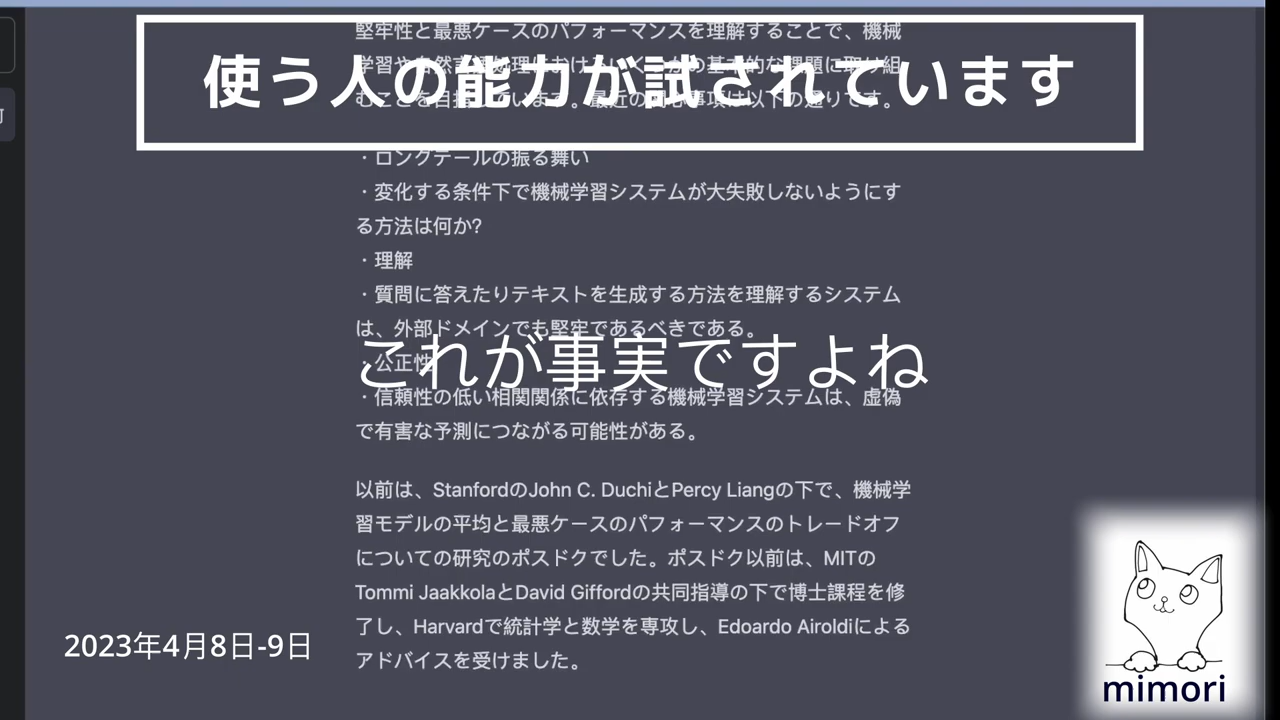 堅牢性と最悪ケースのパフォーマンスを理解することで、機械
使う人の能力が試されています
・ロングテールの振る舞い
・変化する条件下で機械学習システムが大失敗しないようにす
る方法は何か?
・理解
・質問に答えたりテキストを生成する方法を理解するシステム
は、外部ドメインでも堅牢であるべきである。
これが事実ですよね
・公正性
・信頼性の低い相関関係に依存する機械学習システムは、虚偽
で有害な予測につながる可能性がある。
以前は、StanfordのJohn C. DuchiとPercy Liangの下で、機械学
習モデルの平均と最悪ケースのパフォーマンスのトレードオフ
についての研究のポスドクでした。ポスドク以前は、MITの
Tommi JaakkolaとDavid Giffordの共同指導の下で博士課程を修
了し、Harvardで統計学と数学を専攻し、Edoardo Airoldiによる
アドバイスを受けました。
2023年4月8日-9日
mimori